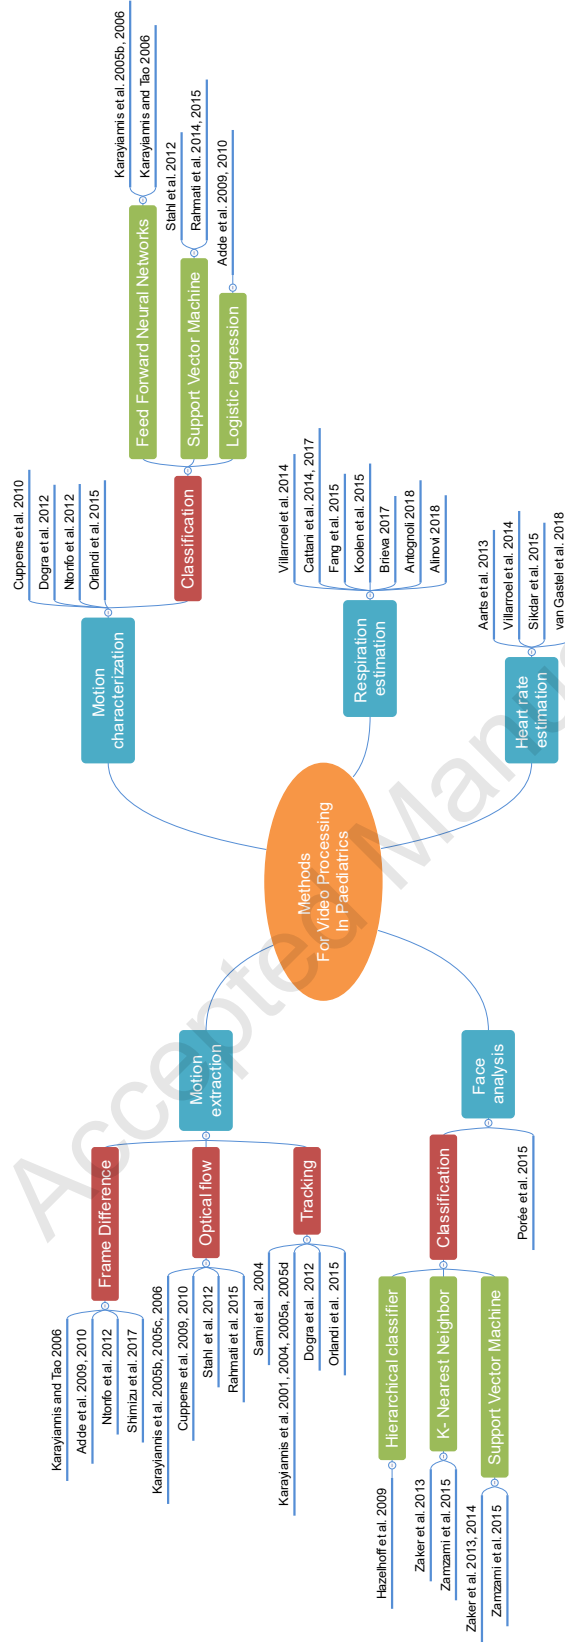 Methods
For Video Processing
In Paediatrics
Motion
extraction
Frame Difference
Karayiannis and Tao 2006
Adde et al. 2009, 2010
Ntonfo et al. 2012
Shimizu et al. 2017
Optical flow
Karayiannis et al. 2005b, 2005c, 2006
Cuppens et al. 2009, 2010
Stahl et al. 2012
Rahmati et al. 2015
Tracking
Sami et al. 2004
Karayiannis et al. 2001, 2004, 2005a, 2005d
Dogra et al. 2012
Orlandi et al. 2015
Face
analysis
Classification
Hierarchical classifier
Hazelhoff et al. 2009
K- Nearest Neighbor
Zaker et al. 2013
Zamzami et al. 2015
Support Vector Machine
Zaker et al. 2013, 2014
Zamzami et al. 2015
Porée et al. 2015
Motion
characterization
Cuppens et al. 2010
Dogra et al. 2012
Ntonfo et al. 2012
Orlandi et al. 2015
Classification
Feed Forward Neural Networks
Karayiannis et al. 2005b, 2006
Karayiannis and Tao 2006
Support Vector Machine
Stahl et al. 2012
Rahmati et al. 2014, 2015
Logistic regression
Adde et al. 2009, 2010
Respiration
estimation
Villarroel et al. 2014
Cattani et al. 2014, 2017
Fang et al. 2015
Koolen et al. 2015
Brieva 2017
Antognoli 2018
Alinovi 2018
Heart rate
estimation
Aarts et al. 2013
Villarroel et al. 2014
Sikdar et al. 2015
van Gastel et al. 2018
Accepted Manus